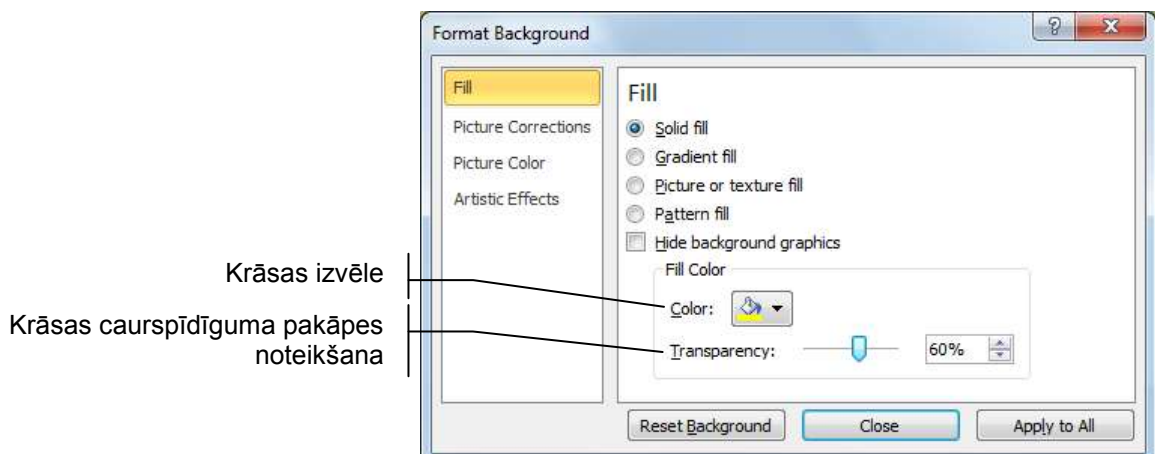 Format Background
Fill
Picture Corrections
Picture Color
Artistic Effects
Fill
Solid fill
Gradient fill
Picture or texture fill
Pattern fill
Hide background graphics
Fill Color
Krāsas izvēle
Color:
Krāsas caurspīdīguma pakāpes
noteikšana
Transparency: 60%
Reset Background Close Apply to All